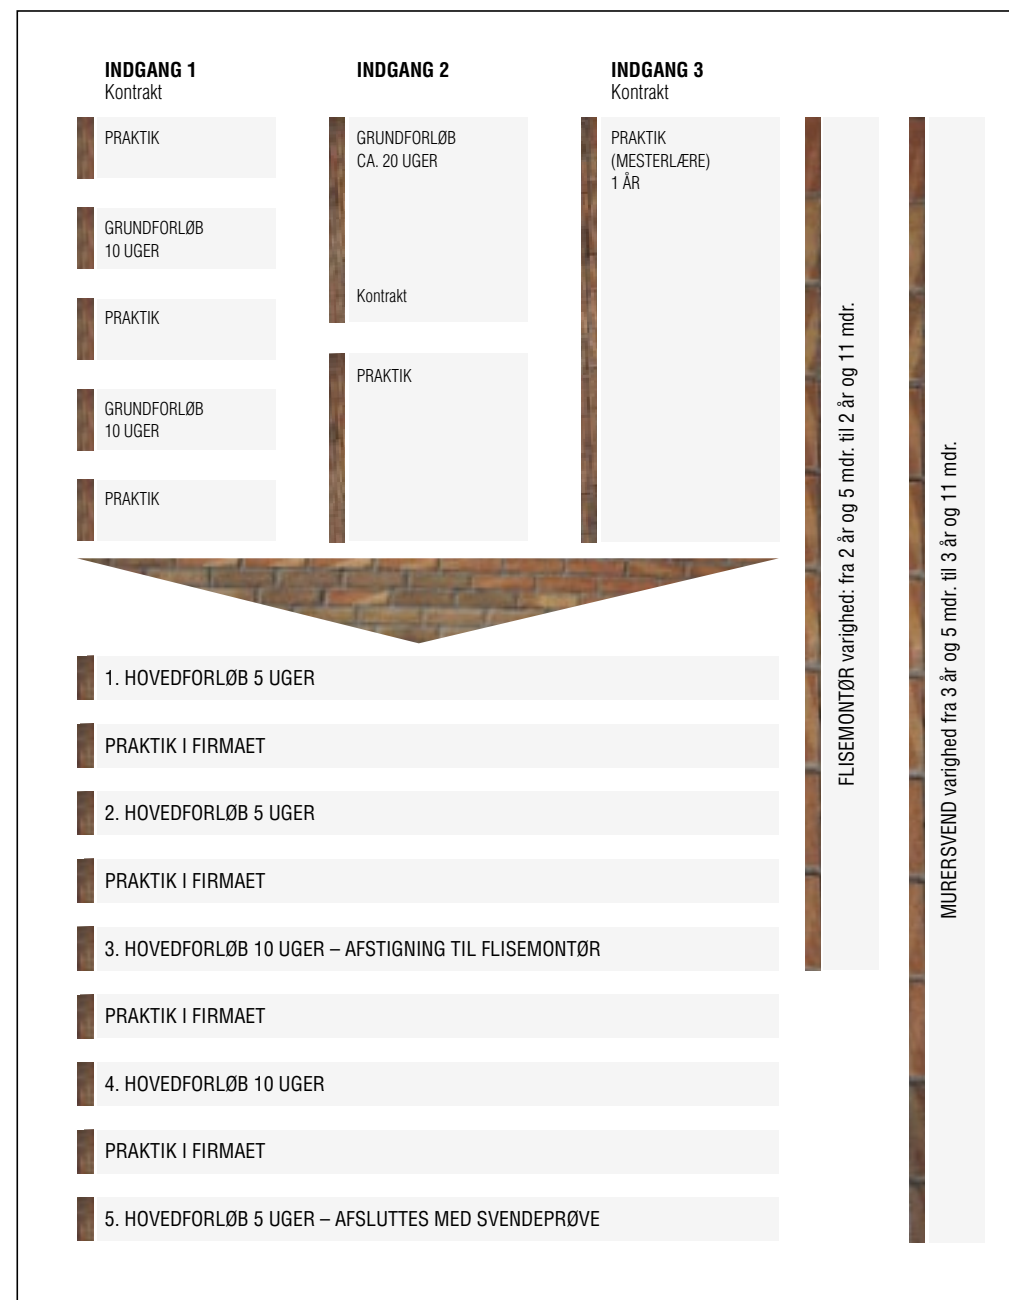 INDGANG 1
Kontrakt
PRAKTIK
GRUNDFORLØB
10 UGER
PRAKTIK
GRUNDFORLØB
10 UGER
PRAKTIK
INDGANG 2
GRUNDFORLØB
CA. 20 UGER
Kontrakt
PRAKTIK
INDGANG 3
Kontrakt
PRAKTIK
(MESTERLÆRE)
1 ÅR
1. HOVEDFORLØB 5 UGER
PRAKTIK I FIRMAET
2. HOVEDFORLØB 5 UGER
PRAKTIK I FIRMAET
3. HOVEDFORLØB 10 UGER – AFSTIGNING TIL FLISEMONTØR
PRAKTIK I FIRMAET
4. HOVEDFORLØB 10 UGER
PRAKTIK I FIRMAET
5. HOVEDFORLØB 5 UGER – AFSLUTTES MED SVENDEPRØVE
FLISEMONTØR varighed: fra 2 år og 5 mdr. til 2 år og 11 mdr.
MURERSVEND varighed fra 3 år og 5 mdr. til 3 år og 11 mdr.